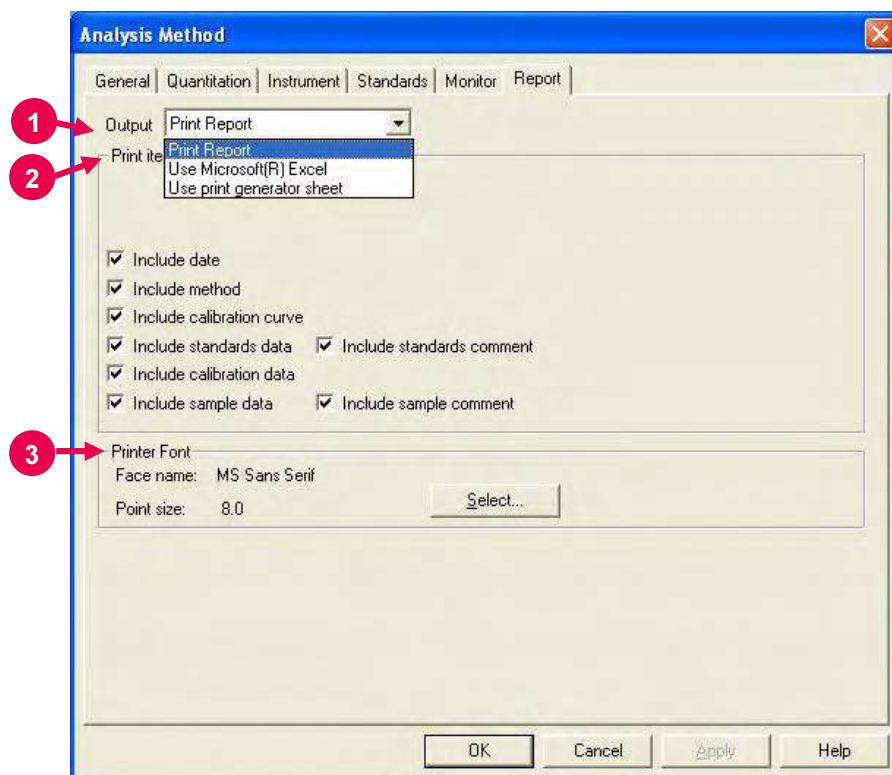 Analysis Method
General Quantitation Instrument Standards Monitor Report
1
Output Print Report
2
Print ite
Print Report
Use Microsoft(R) Excel
Use print generator sheet
Include date
Include method
Include calibration curve
Include standards data Include standards comment
Include calibration data
Include sample data Include sample comment
3
Printer Font
Face name: MS Sans Serif
Point size: 8.0
Select...
OK Cancel Apply Help